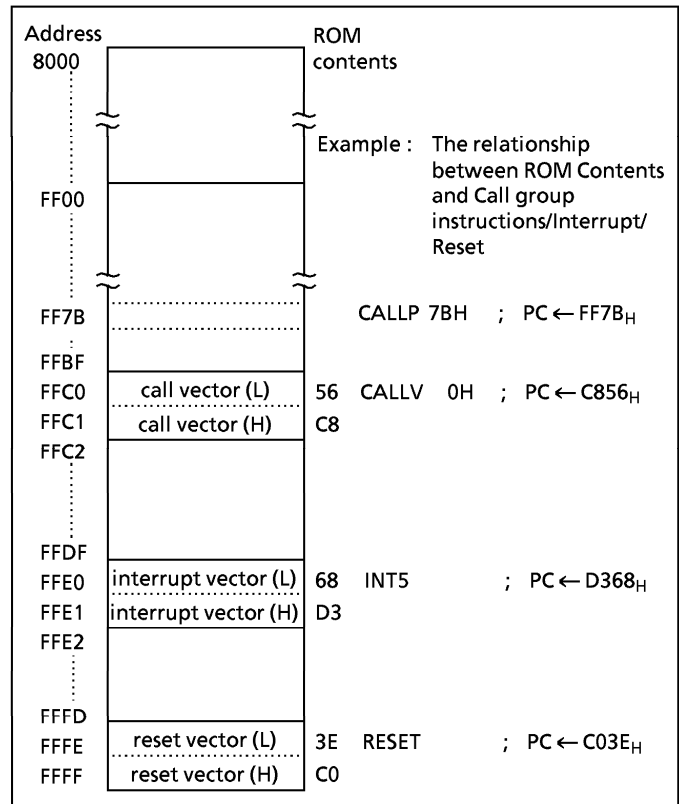 Address
ROM
8000
contents
Example : The relationship
between ROM Contents
and Call group
instructions/Interrupt/
Reset
FF00
FF7B CALLP 7BH ; PC ← FF7BH
FFBF
FFC0 call vector (L) 56 CALLV 0H ; PC ← C856H
FFC1 call vector (H) C8
FFC2
FFDF
FFE0 interrupt vector (L) 68 INT5 ; PC ← D368H
FFE1 interrupt vector (H) D3
FFE2
FFFD
FFFE reset vector (L) 3E RESET ; PC ← C03EH
FFFF reset vector (H) C0